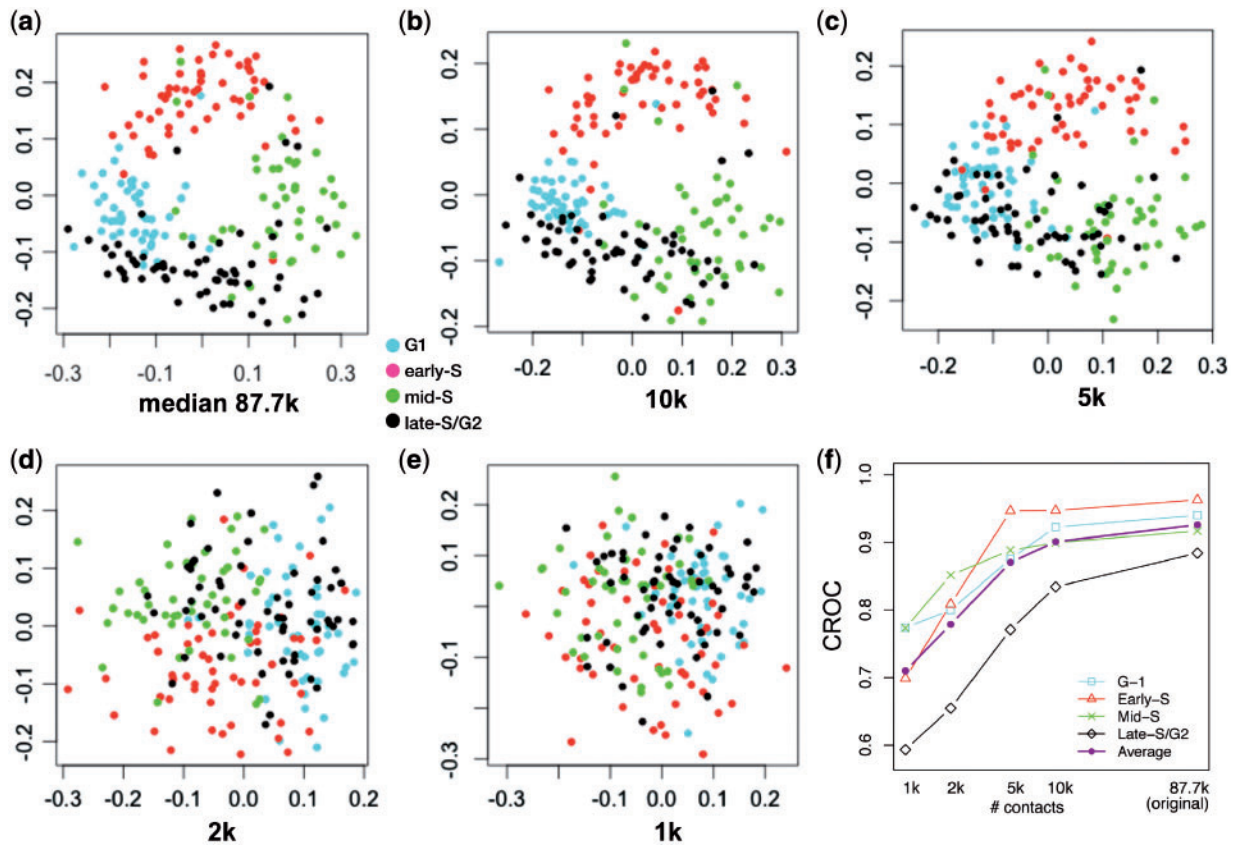 (a)
0.2
0.1
0.0
-0.1
-0.2
-0.3 -0.1 0.1 0.3
median 87.7k
(b)
0.2
0.1
0.0
-0.1
-0.2
-0.2 0.0 0.1 0.2 0.3
10k
(c)
0.2
0.1
0.0
-0.1
-0.2
-0.2 -0.1 0.0 0.1 0.2 0.3
5k
G1
early-S
mid-S
late-S/G2
(d)
0.2
0.1
0.0
-0.1
-0.2
-0.3 -0.2 -0.1 0.0 0.1 0.2
2k
(e)
0.3
0.1
-0.1
-0.3
-0.3 -0.2 -0.1 0.0 0.1 0.2
1k
(f)
1.0
0.9
0.8
0.7
0.6
CROC
G-1
Early-S
Mid-S
Late-S/G2
Average
1k 2k 5k 10k 87.7k
# contacts (original)